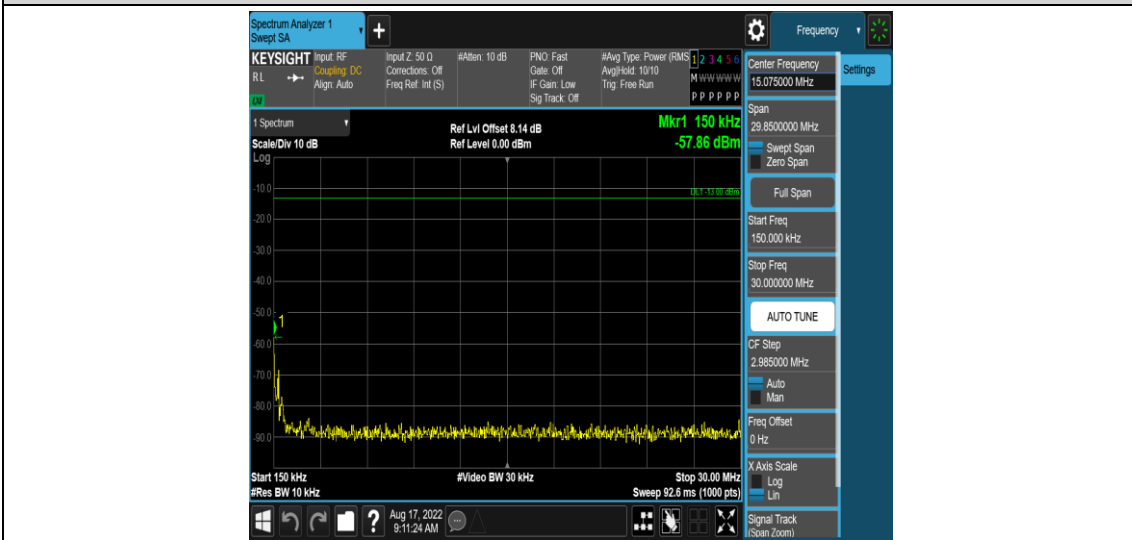 Spectrum Analyzer 1
Swept SA
+
Frequency
KEYSIGHT
RL
LXI
Input: RF
Coupling: DC
Align: Auto
Input Z: 50 Ω
Corrections: Off
Freq Ref: Int (S)
#Atten: 10 dB
PNO: Fast
Gate: Off
IF Gain: Low
Sig Track: Off
#Avg Type: Power (RMS
Avg|Hold: 10/10
Trig: Free Run
1 2 3 4 5 6
M W W W W W
P P P P P P
1 Spectrum
Scale/Div 10 dB
Log
Ref Lvl Offset 8.14 dB
Ref Level 0.00 dBm
Mkr1 150 kHz
-57.86 dBm
DL1 -13.00 dBm
-10.0
-20.0
-30.0
-40.0
-50.0
1
-60.0
-70.0
-80.0
-90.0
Start 150 kHz
#Res BW 10 kHz
#Video BW 30 kHz
Stop 30.00 MHz
Sweep 92.6 ms (1000 pts)
Center Frequency
15.075000 MHz
Settings
Span
29.8500000 MHz
Swept Span
Zero Span
Full Span
Start Freq
150.000 kHz
Stop Freq
30.000000 MHz
AUTO TUNE
CF Step
2.985000 MHz
Auto
Man
Freq Offset
0 Hz
X Axis Scale
Log
Lin
Signal Track
(Span Zoom)
?
Aug 17, 2022
9:11:24 AM